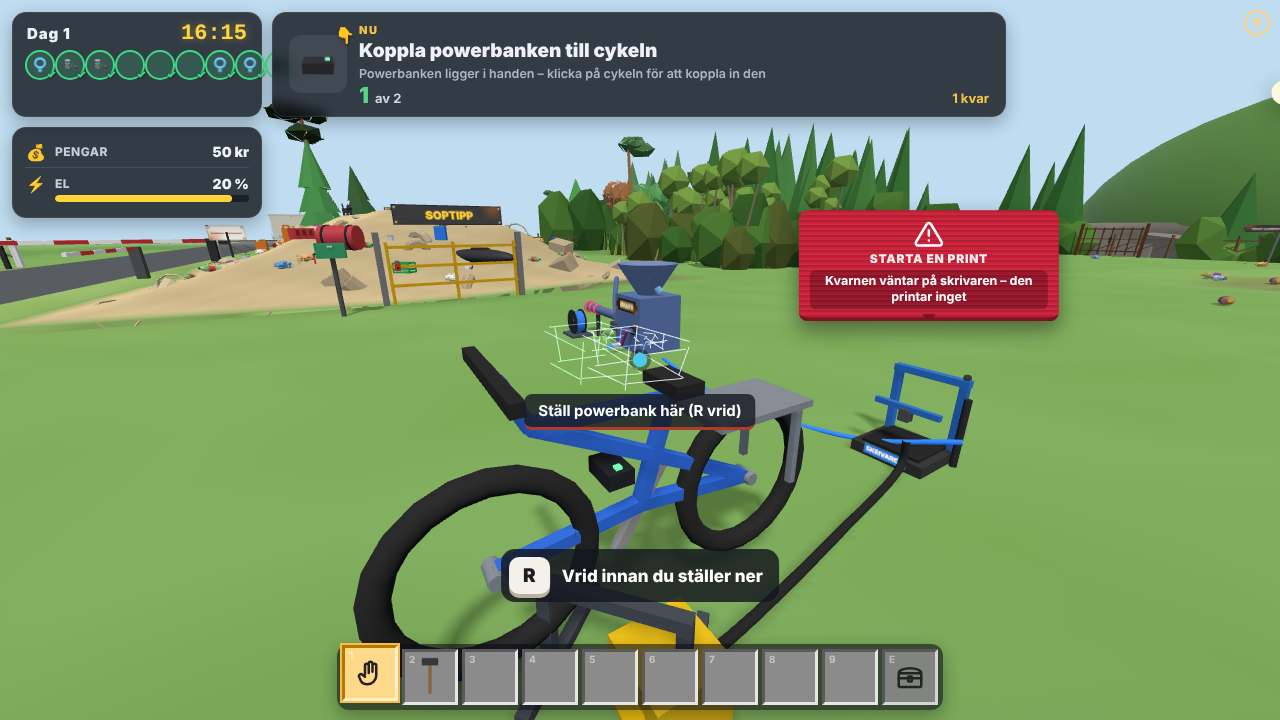 Dag 1
16:15
NU
Koppla powerbanken till cykeln
Powerbanken ligger i handen – klicka på cykeln för att koppla in den
1 av 2
1 kvar
PENGAR
50 kr
EL
20 %
SOPTIPP
STARTA EN PRINT
Kvarnen väntar på skrivaren – den
printar inget
Ställ powerbank här (R vrid)
SKRIVARE
R
Vrid innan du ställer ner
2
3
4
5
6
7
8
9
E